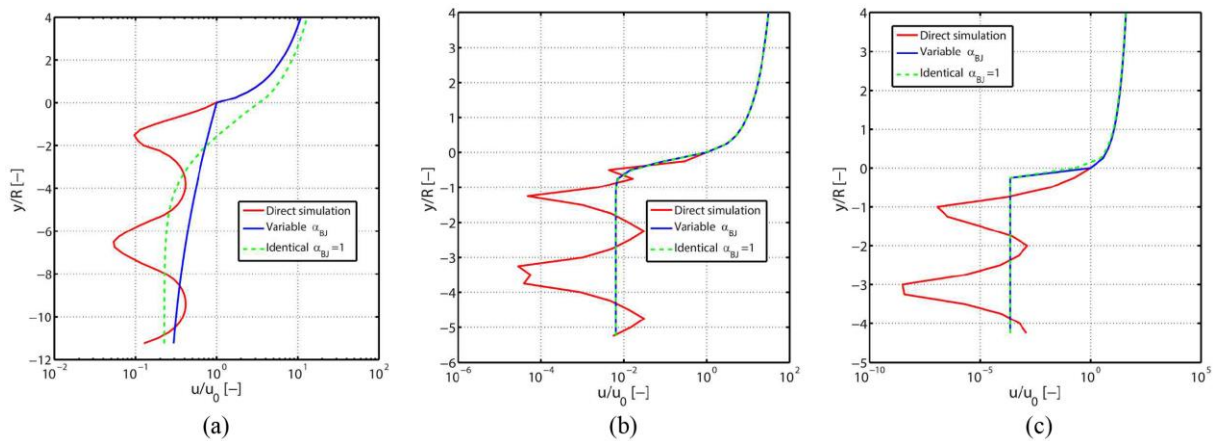 4
2
0
−2
−4
−6
−8
−10
−12
y/R [−]
Direct simulation
Variable α_BJ
Identical α_BJ=1
10^−2
10^−1
10^0
10^1
10^2
u/u_0 [−]
(a)
4
3
2
1
0
−1
−2
−3
−4
−5
−6
y/R [−]
Direct simulation
Variable α_BJ
Identical α_BJ=1
10^−6
10^−4
10^−2
10^0
10^2
u/u_0 [−]
(b)
4
3
2
1
0
−1
−2
−3
−4
−5
y/R [−]
Direct simulation
Variable α_BJ
Identical α_BJ=1
10^−10
10^−5
10^0
10^5
u/u_0 [−]
(c)